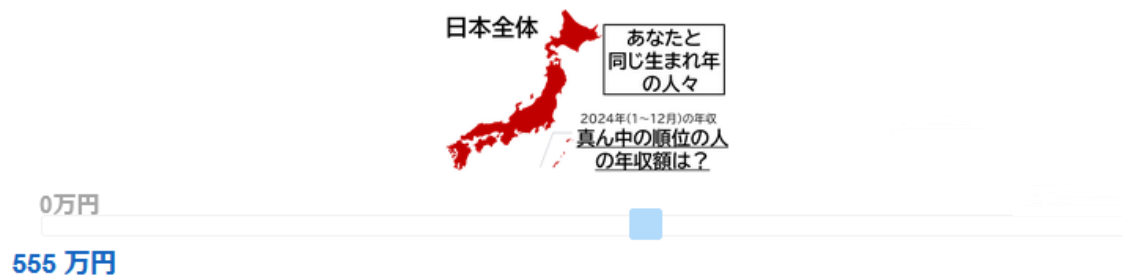 日本全体
あなたと
同じ生まれ年
の人々
2024年(1~12月)の年収
真ん中の順位の人
の年収額は？
0万円
555 万円